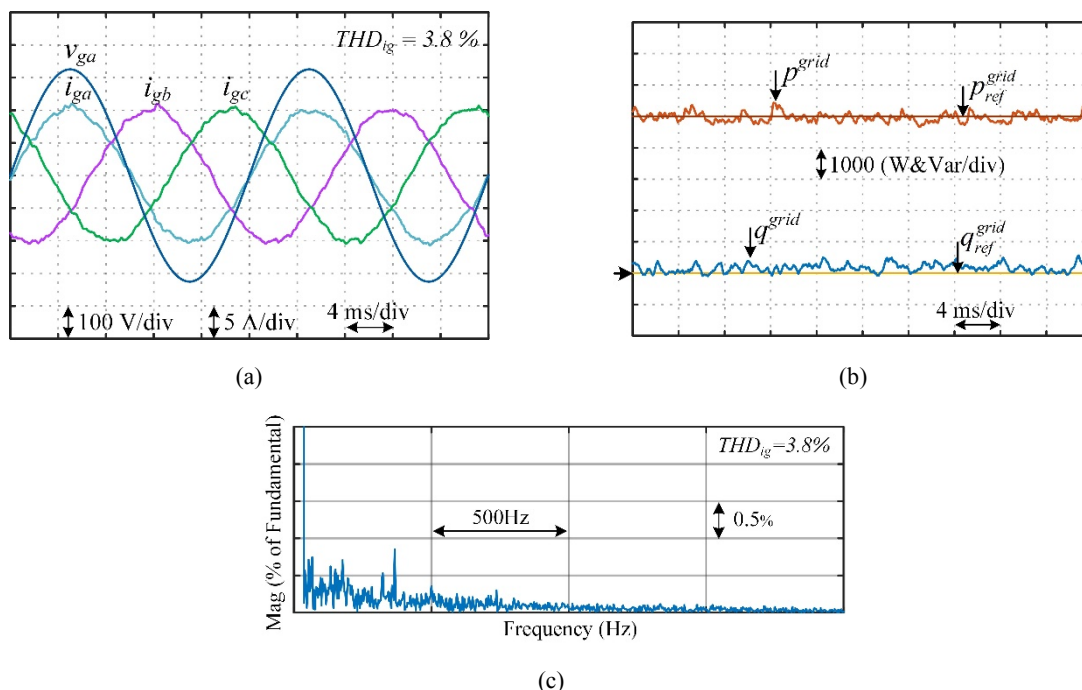 THD_ig = 3.8 %
v_ga
i_ga i_gb i_gc
100 V/div 5 A/div 4 ms/div
(a)
p^grid p_ref^grid
1000 (W&Var/div)
q^grid q_ref^grid
4 ms/div
(b)
Mag (% of Fundamental)
THD_ig=3.8%
500Hz
0.5%
Frequency (Hz)
(c)